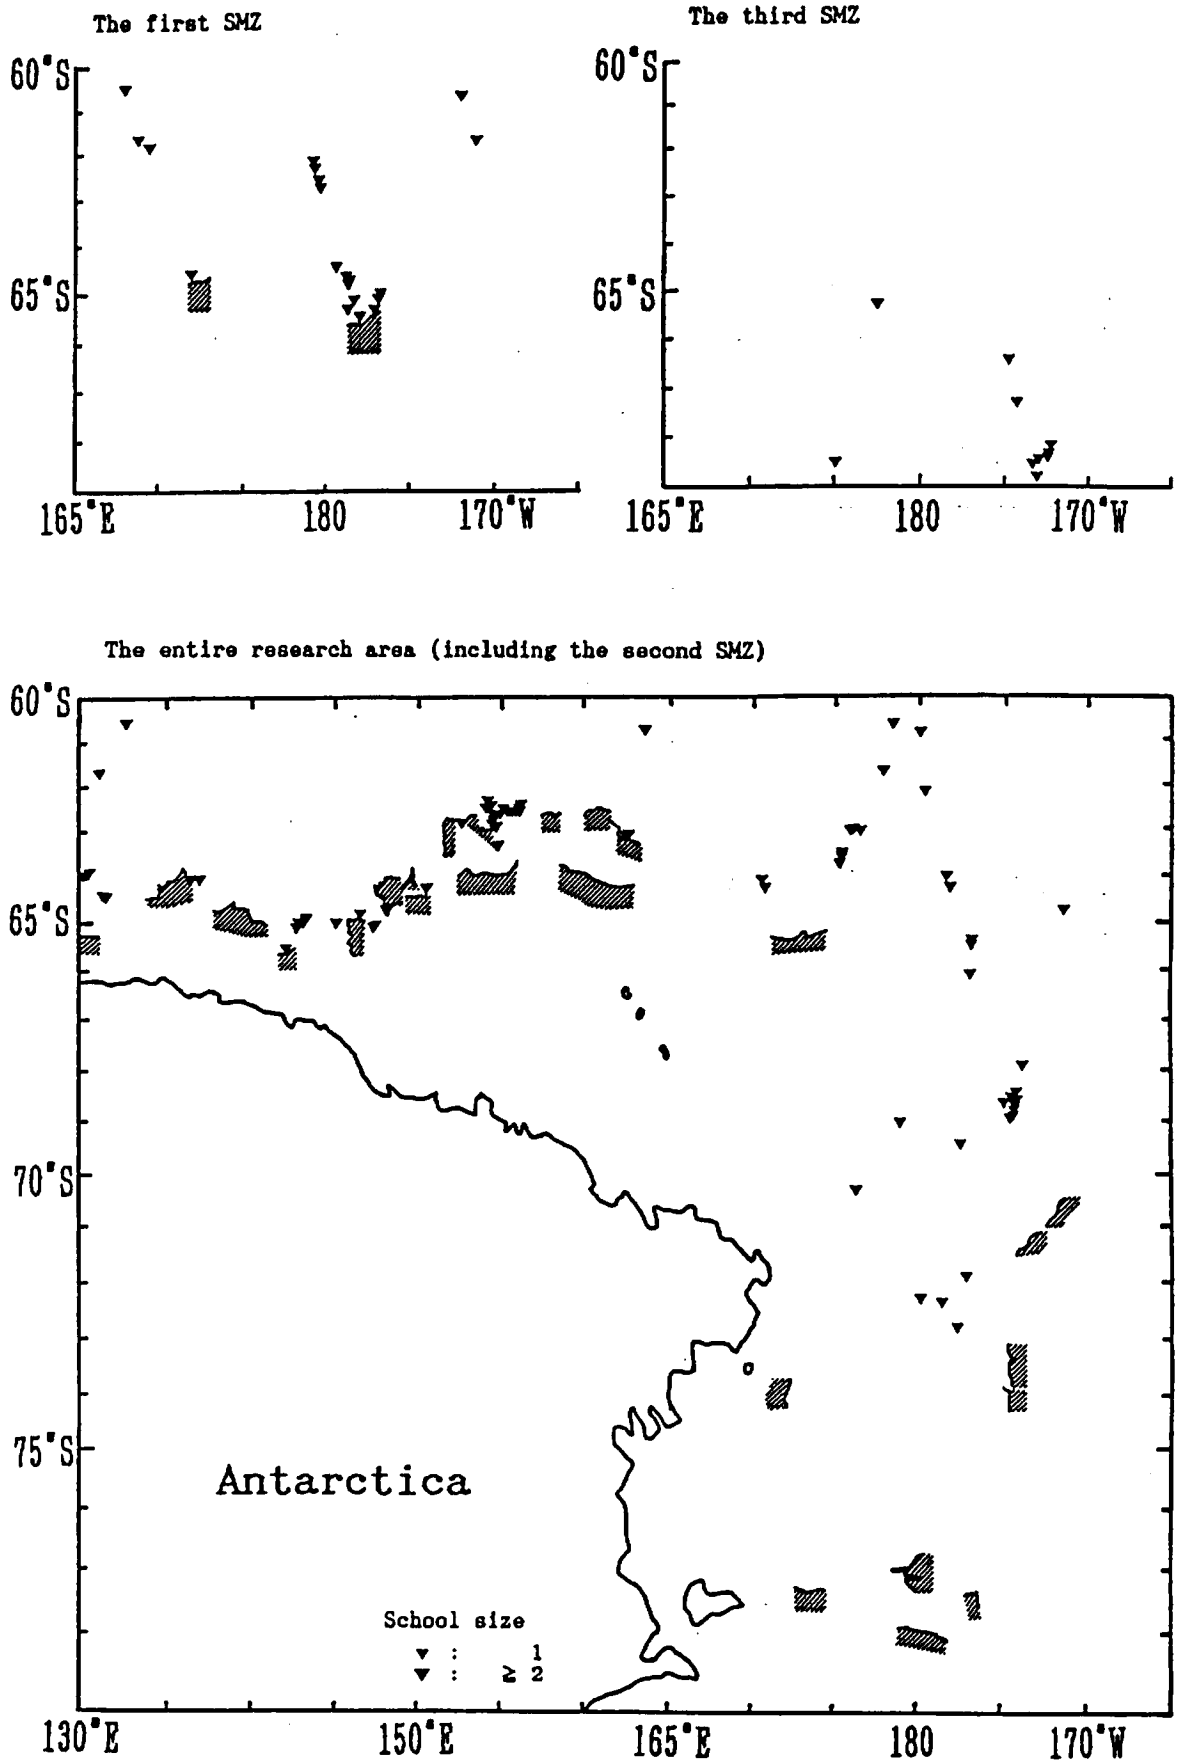 The first SMZ
60°S
65°S
165°E 180 170°W
The third SMZ
60°S
65°S
165°E 180 170°W
The entire research area (including the second SMZ)
60°S
65°S
70°S
75°S
Antarctica
School size
▼ : 1
▼ : ≥ 2
130°E 150°E 165°E 180 170°W